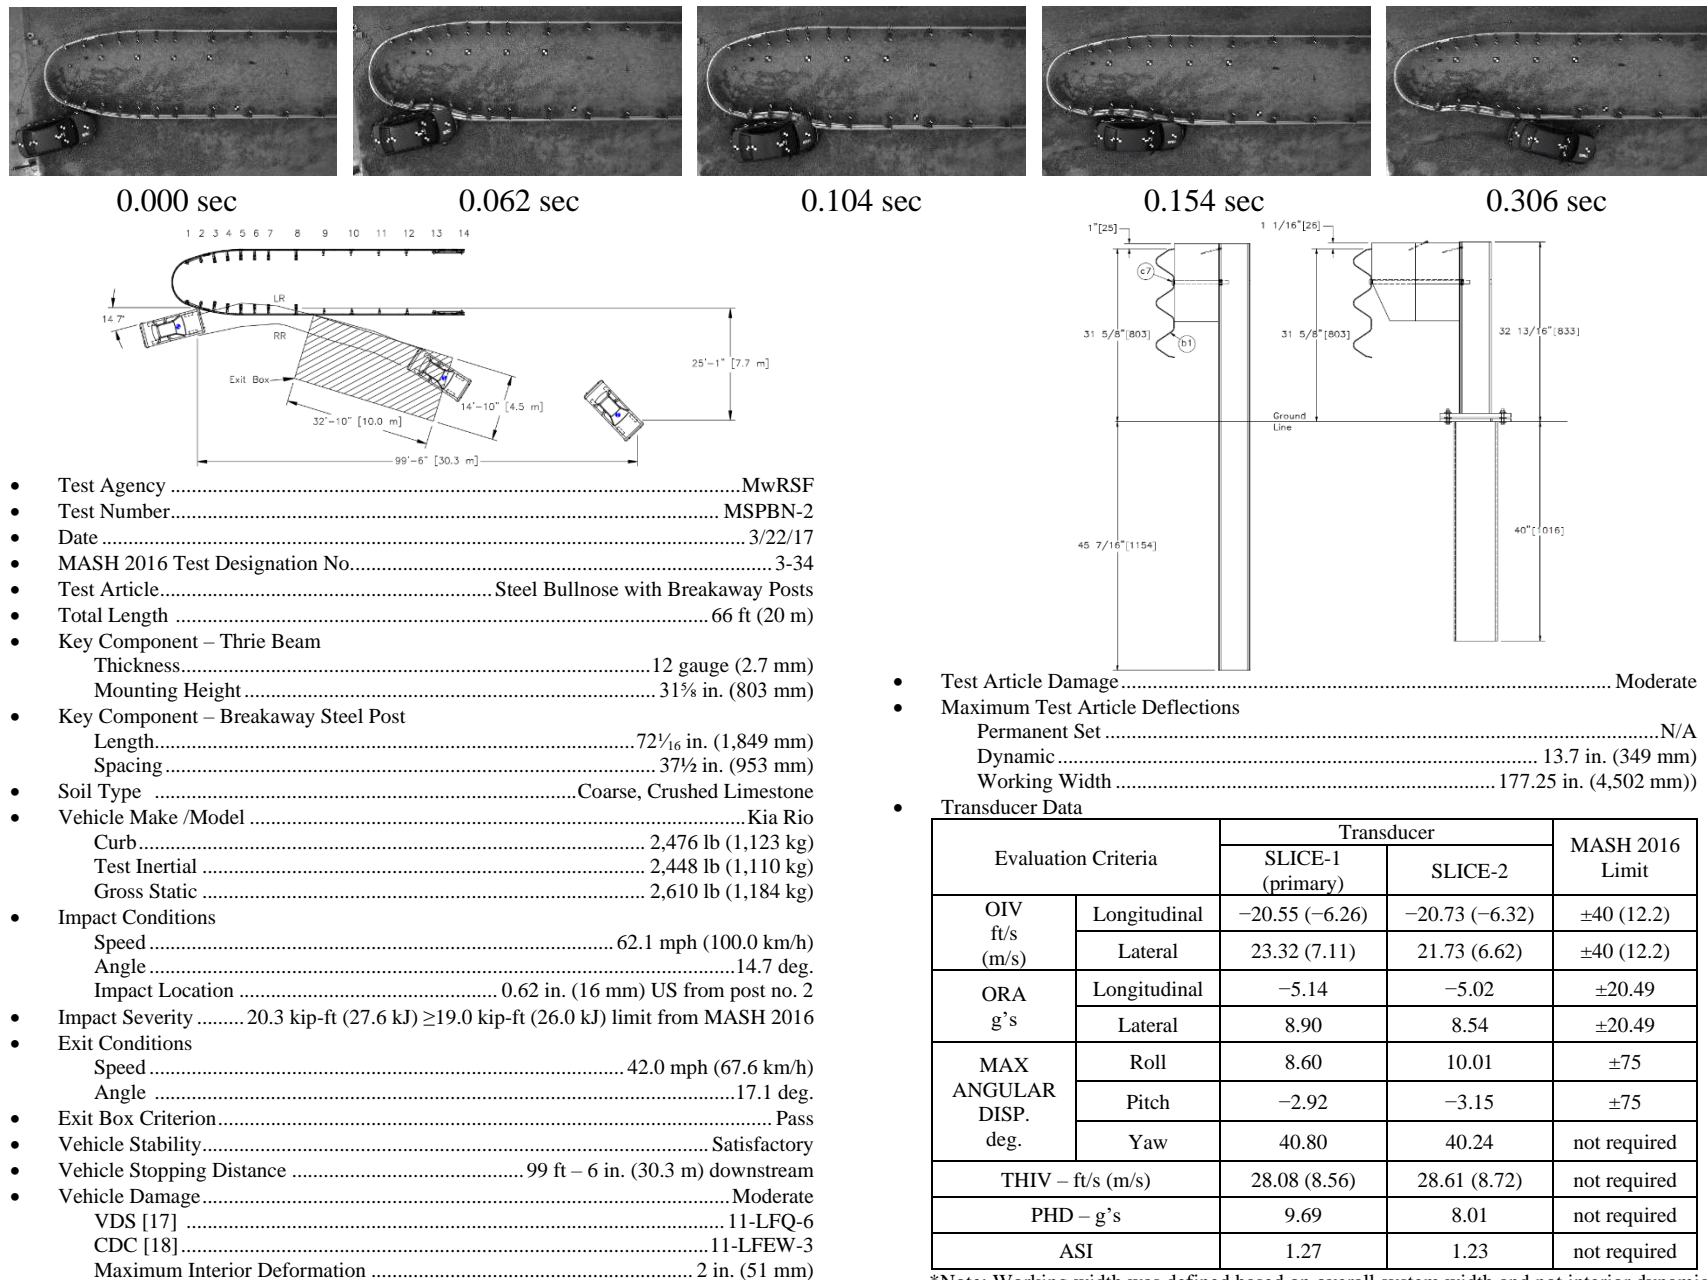 0.000 sec
0.062 sec
0.104 sec
0.154 sec
0.306 sec
1 2 3 4 5 6 7 8 9 10 11 12 13 14
LR
14.7°
RR
25'-1" [7.7 m]
Exit Box
14'-10" [4.5 m]
32'-10" [10.0 m]
99'-6" [30.3 m]
1"[25]
1 1/16"[26]
c7
31 5/8"[803]
31 5/8"[803]
32 13/16"[833]
b1
Ground
Line
45 7/16"[1154]
40"[1016]
• Test Agency ........ MwRSF
• Test Number ........ MSPBN-2
• Date ........ 3/22/17
• MASH 2016 Test Designation No. ........ 3-34
• Test Article ........ Steel Bullnose with Breakaway Posts
• Total Length ........ 66 ft (20 m)
• Key Component – Thrie Beam
Thickness ........ 12 gauge (2.7 mm)
Mounting Height ........ 31⅝ in. (803 mm)
• Key Component – Breakaway Steel Post
Length ........ 72¹⁄₁₆ in. (1,849 mm)
Spacing ........ 37½ in. (953 mm)
• Soil Type ........ Coarse, Crushed Limestone
• Vehicle Make /Model ........ Kia Rio
Curb ........ 2,476 lb (1,123 kg)
Test Inertial ........ 2,448 lb (1,110 kg)
Gross Static ........ 2,610 lb (1,184 kg)
• Impact Conditions
Speed ........ 62.1 mph (100.0 km/h)
Angle ........ 14.7 deg.
Impact Location ........ 0.62 in. (16 mm) US from post no. 2
• Impact Severity ........ 20.3 kip-ft (27.6 kJ) ≥19.0 kip-ft (26.0 kJ) limit from MASH 2016
• Exit Conditions
Speed ........ 42.0 mph (67.6 km/h)
Angle ........ 17.1 deg.
• Exit Box Criterion ........ Pass
• Vehicle Stability ........ Satisfactory
• Vehicle Stopping Distance ........ 99 ft – 6 in. (30.3 m) downstream
• Vehicle Damage ........ Moderate
VDS [17] ........ 11-LFQ-6
CDC [18] ........ 11-LFEW-3
Maximum Interior Deformation ........ 2 in. (51 mm)
• Test Article Damage ........ Moderate
• Maximum Test Article Deflections
Permanent Set ........ N/A
Dynamic ........ 13.7 in. (349 mm)
Working Width ........ 177.25 in. (4,502 mm))
• Transducer Data
Evaluation Criteria Transducer MASH 2016 Limit
SLICE-1 (primary) SLICE-2
OIV ft/s (m/s) Longitudinal −20.55 (−6.26) −20.73 (−6.32) ±40 (12.2)
Lateral 23.32 (7.11) 21.73 (6.62) ±40 (12.2)
ORA g's Longitudinal −5.14 −5.02 ±20.49
Lateral 8.90 8.54 ±20.49
MAX ANGULAR DISP. deg. Roll 8.60 10.01 ±75
Pitch −2.92 −3.15 ±75
Yaw 40.80 40.24 not required
THIV – ft/s (m/s) 28.08 (8.56) 28.61 (8.72) not required
PHD – g's 9.69 8.01 not required
ASI 1.27 1.23 not required
*Note: Working width was defined based on overall system width and not interior dynamic